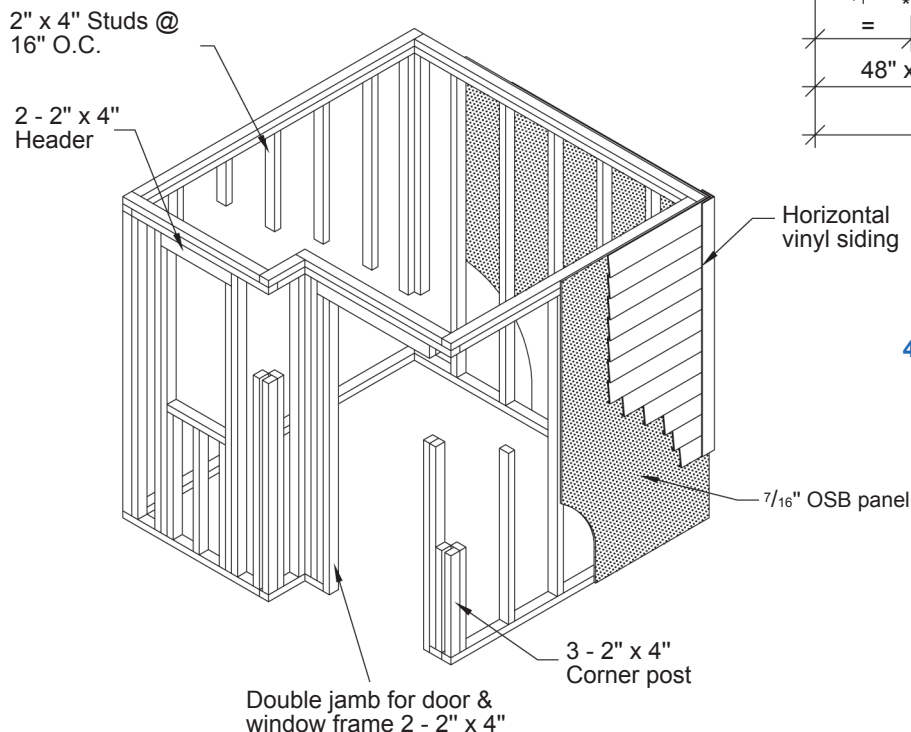 2" x 4" Studs @
16" O.C.
=
48" x
2 - 2" x 4"
Header
Horizontal
vinyl siding
4
7/16" OSB panel
3 - 2" x 4"
Corner post
Double jamb for door &
window frame 2 - 2" x 4"